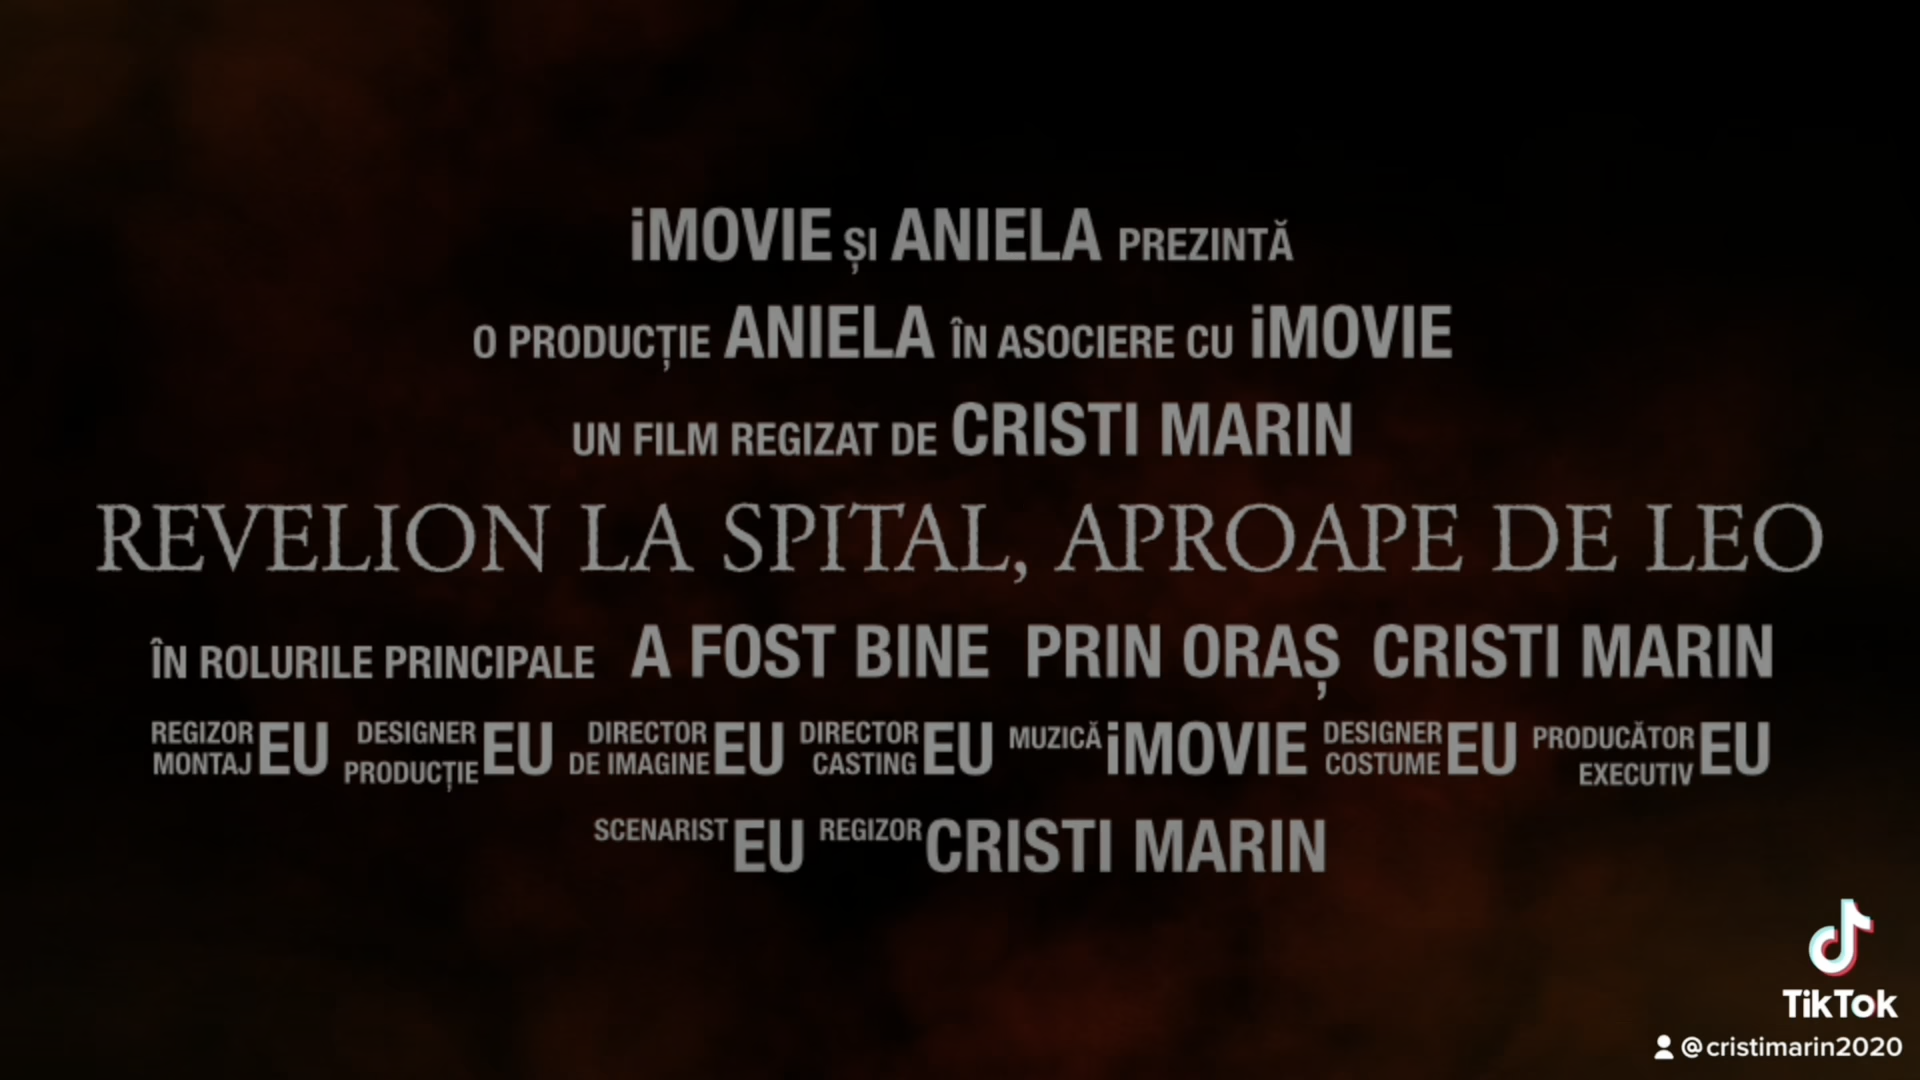 iMOVIE ȘI ANIELA PREZINTĂ
O PRODUCȚIE ANIELA ÎN ASOCIERE CU iMOVIE
UN FILM REGIZAT DE CRISTI MARIN
REVELION LA SPITAL, APROAPE DE LEO
ÎN ROLURILE PRINCIPALE A FOST BINE PRIN ORAȘ CRISTI MARIN
REGIZOR MONTAJ EU DESIGNER PRODUCȚIE EU DIRECTOR DE IMAGINE EU DIRECTOR CASTING EU MUZICĂ iMOVIE DESIGNER COSTUME EU PRODUCĂTOR EXECUTIV EU
SCENARIST EU REGIZOR CRISTI MARIN
TikTok
@cristimarin2020